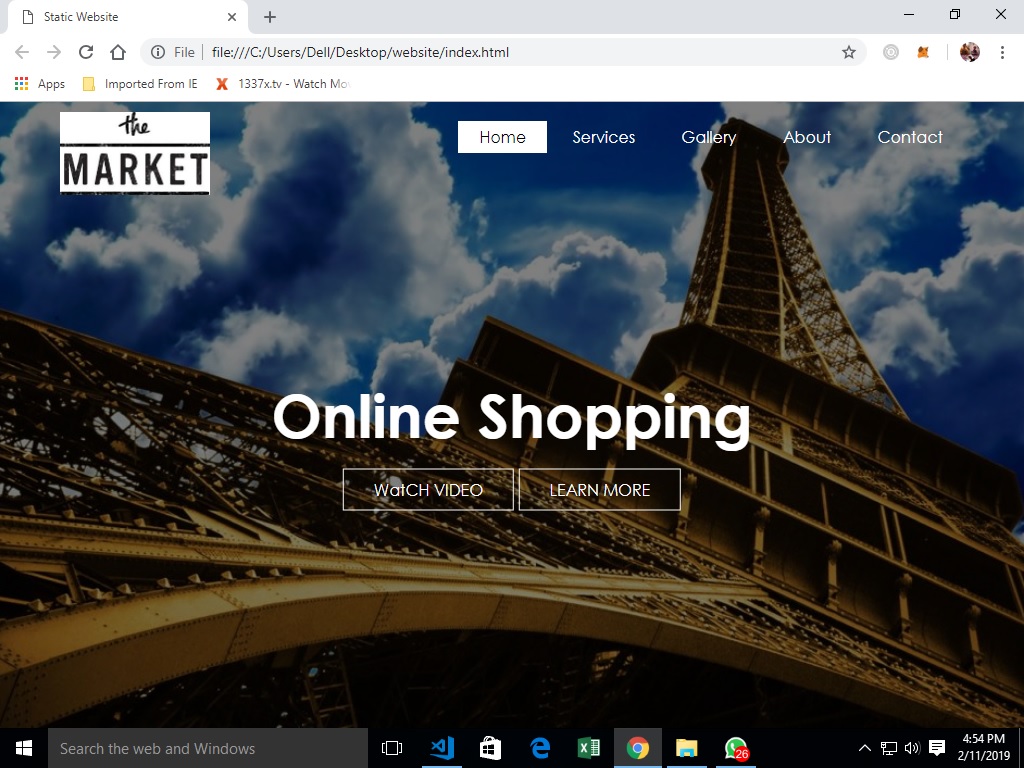 Static Website
File
file:///C:/Users/Dell/Desktop/website/index.html
Apps
Imported From IE
1337x.tv - Watch Mo
the
MARKET
Home
Services
Gallery
About
Contact
Online Shopping
WatCH VIDEO
LEARN MORE
Search the web and Windows
26
4:54 PM
2/11/2019